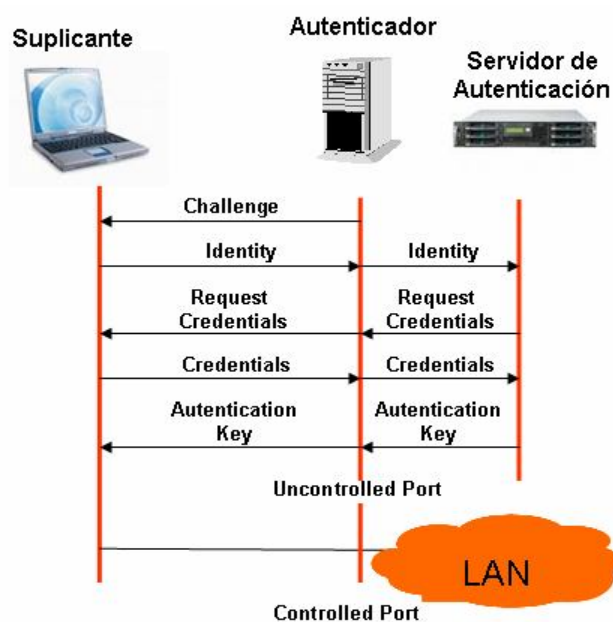 Suplicante
Autenticador
Servidor de
Autenticación
Challenge
Identity
Identity
Request
Credentials
Request
Credentials
Credentials
Credentials
Autentication
Key
Autentication
Key
Uncontrolled Port
LAN
Controlled Port